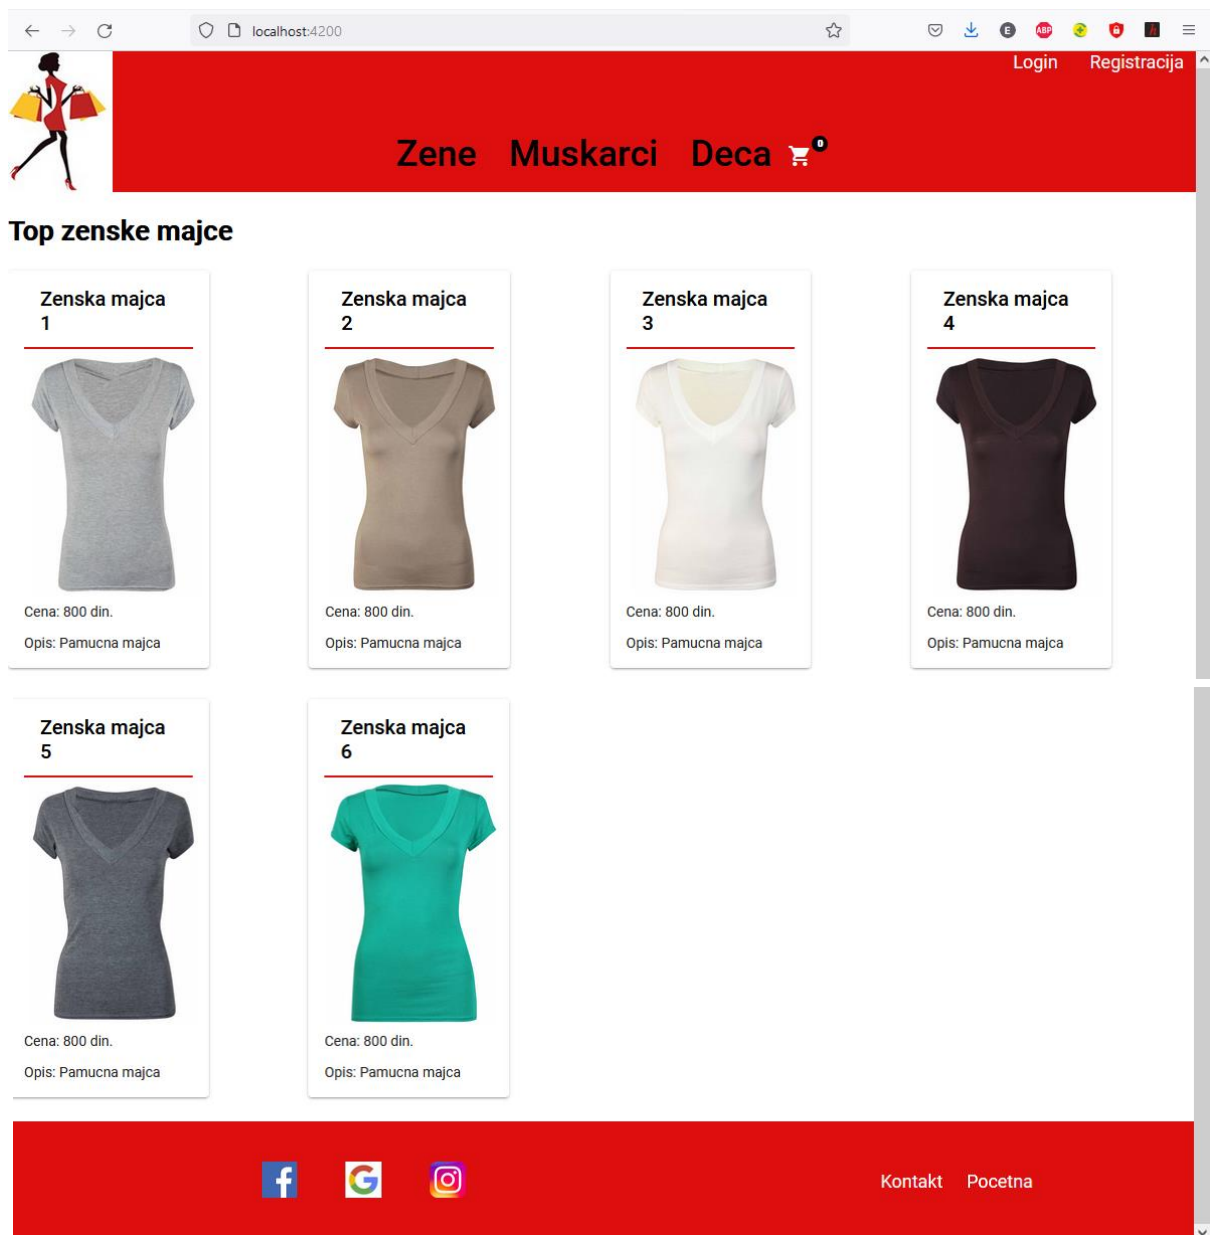 localhost:4200
E
ABP
Login Registracija
Zene Muskarci Deca 0
Top zenske majce
Zenska majca
1
Zenska majca
2
Zenska majca
3
Zenska majca
4
Cena: 800 din.
Opis: Pamucna majca
Cena: 800 din.
Opis: Pamucna majca
Cena: 800 din.
Opis: Pamucna majca
Cena: 800 din.
Opis: Pamucna majca
Zenska majca
5
Zenska majca
6
Cena: 800 din.
Opis: Pamucna majca
Cena: 800 din.
Opis: Pamucna majca
Kontakt Pocetna